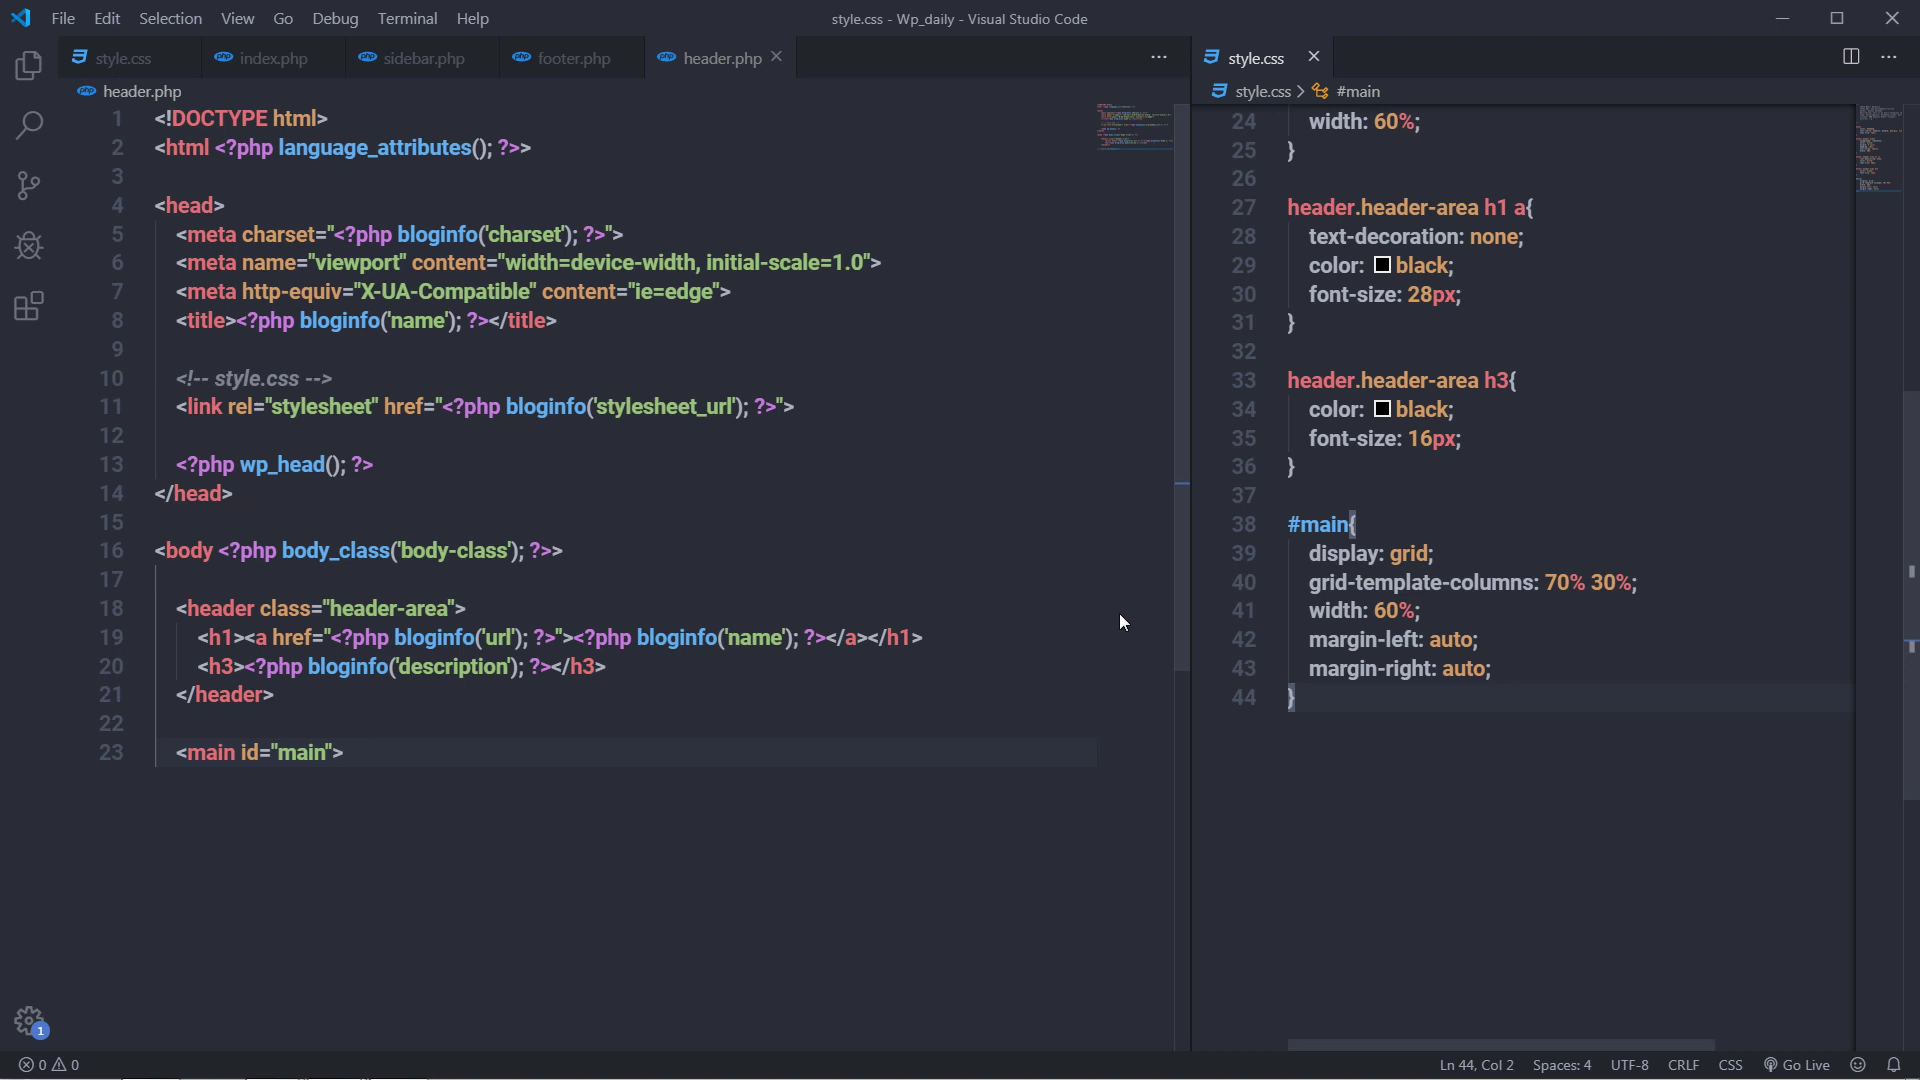 File Edit Selection View Go Debug Terminal Help
style.css - Wp_daily - Visual Studio Code
style.css
index.php
sidebar.php
footer.php
header.php
header.php
1 <!DOCTYPE html>
2 <html <?php language_attributes(); ?>>
3
4 <head>
5 <meta charset="<?php bloginfo('charset'); ?>">
6 <meta name="viewport" content="width=device-width, initial-scale=1.0">
7 <meta http-equiv="X-UA-Compatible" content="ie=edge">
8 <title><?php bloginfo('name'); ?></title>
9
10 <!-- style.css -->
11 <link rel="stylesheet" href="<?php bloginfo('stylesheet_url'); ?>">
12
13 <?php wp_head(); ?>
14 </head>
15
16 <body <?php body_class('body-class'); ?>>
17
18 <header class="header-area">
19 <h1><a href="<?php bloginfo('url'); ?>"><?php bloginfo('name'); ?></a></h1>
20 <h3><?php bloginfo('description'); ?></h3>
21 </header>
22
23 <main id="main">
style.css
style.css > #main
24 width: 60%;
25 }
26
27 header.header-area h1 a{
28 text-decoration: none;
29 color: black;
30 font-size: 28px;
31 }
32
33 header.header-area h3{
34 color: black;
35 font-size: 16px;
36 }
37
38 #main{
39 display: grid;
40 grid-template-columns: 70% 30%;
41 width: 60%;
42 margin-left: auto;
43 margin-right: auto;
44 }
1
0 0
Ln 44, Col 2 Spaces: 4 UTF-8 CRLF CSS Go Live